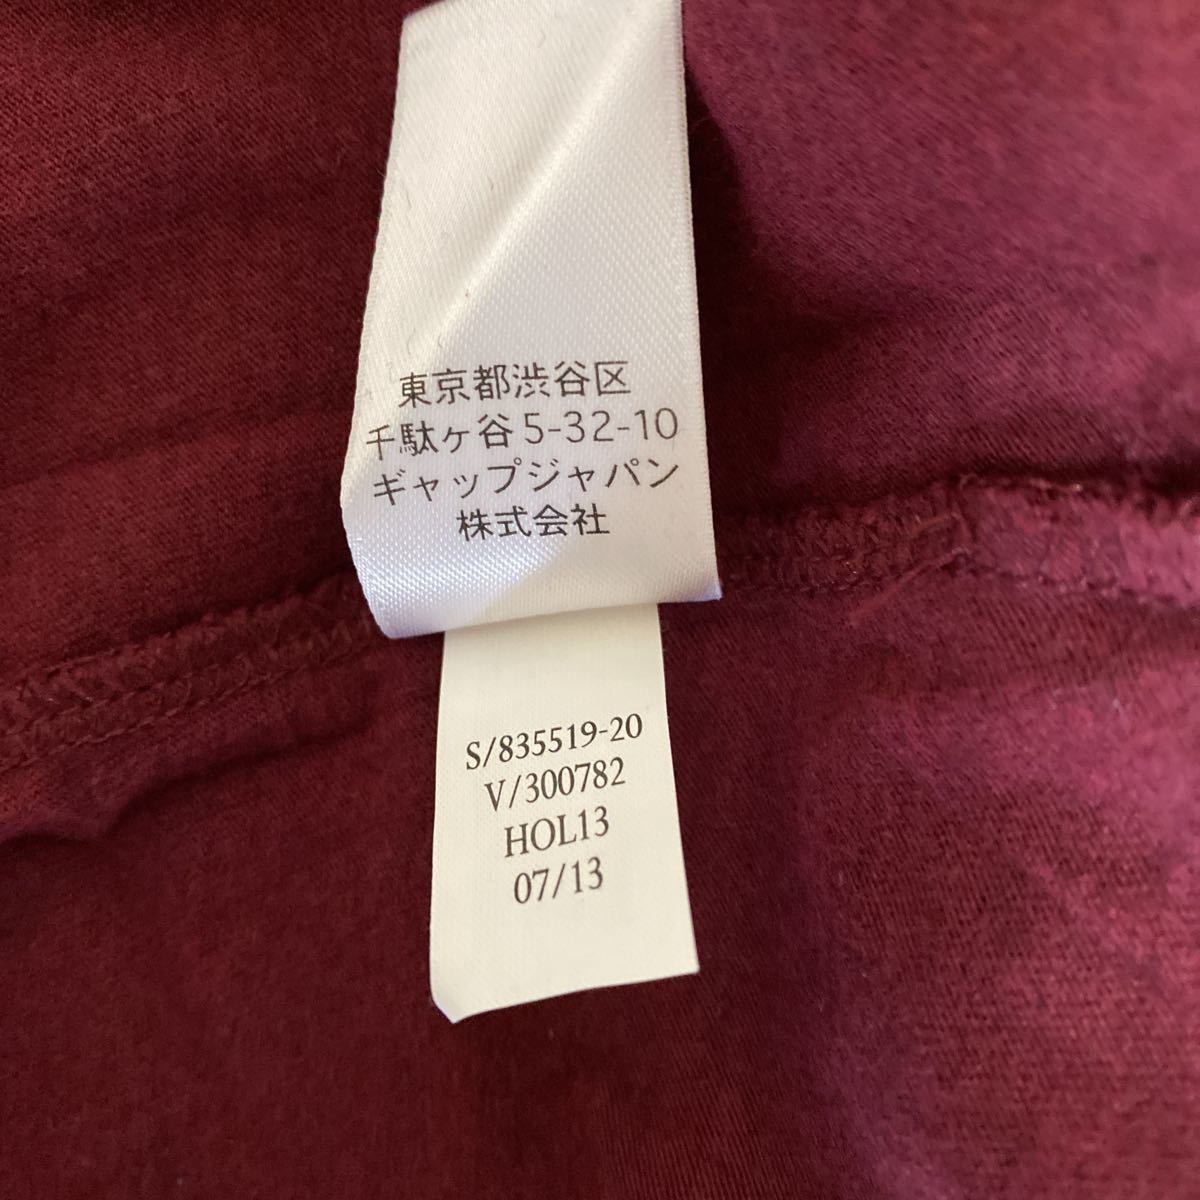 東京都渋谷区
千駄ヶ谷5-32-10
ギャップジャパン
株式会社
S/835519-20
V/300782
HOL13
07/13